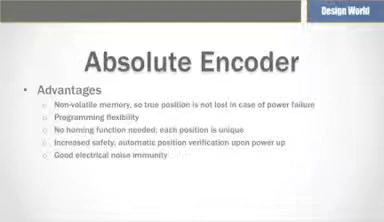 Design World
Absolute Encoder
• Advantages
o Non-volatile memory, so true position is not lost in case of power failure
o Programming flexibility
o No homing function needed; each position is unique
o Increased safety, automatic position verification upon power up
o Good electrical noise immunity